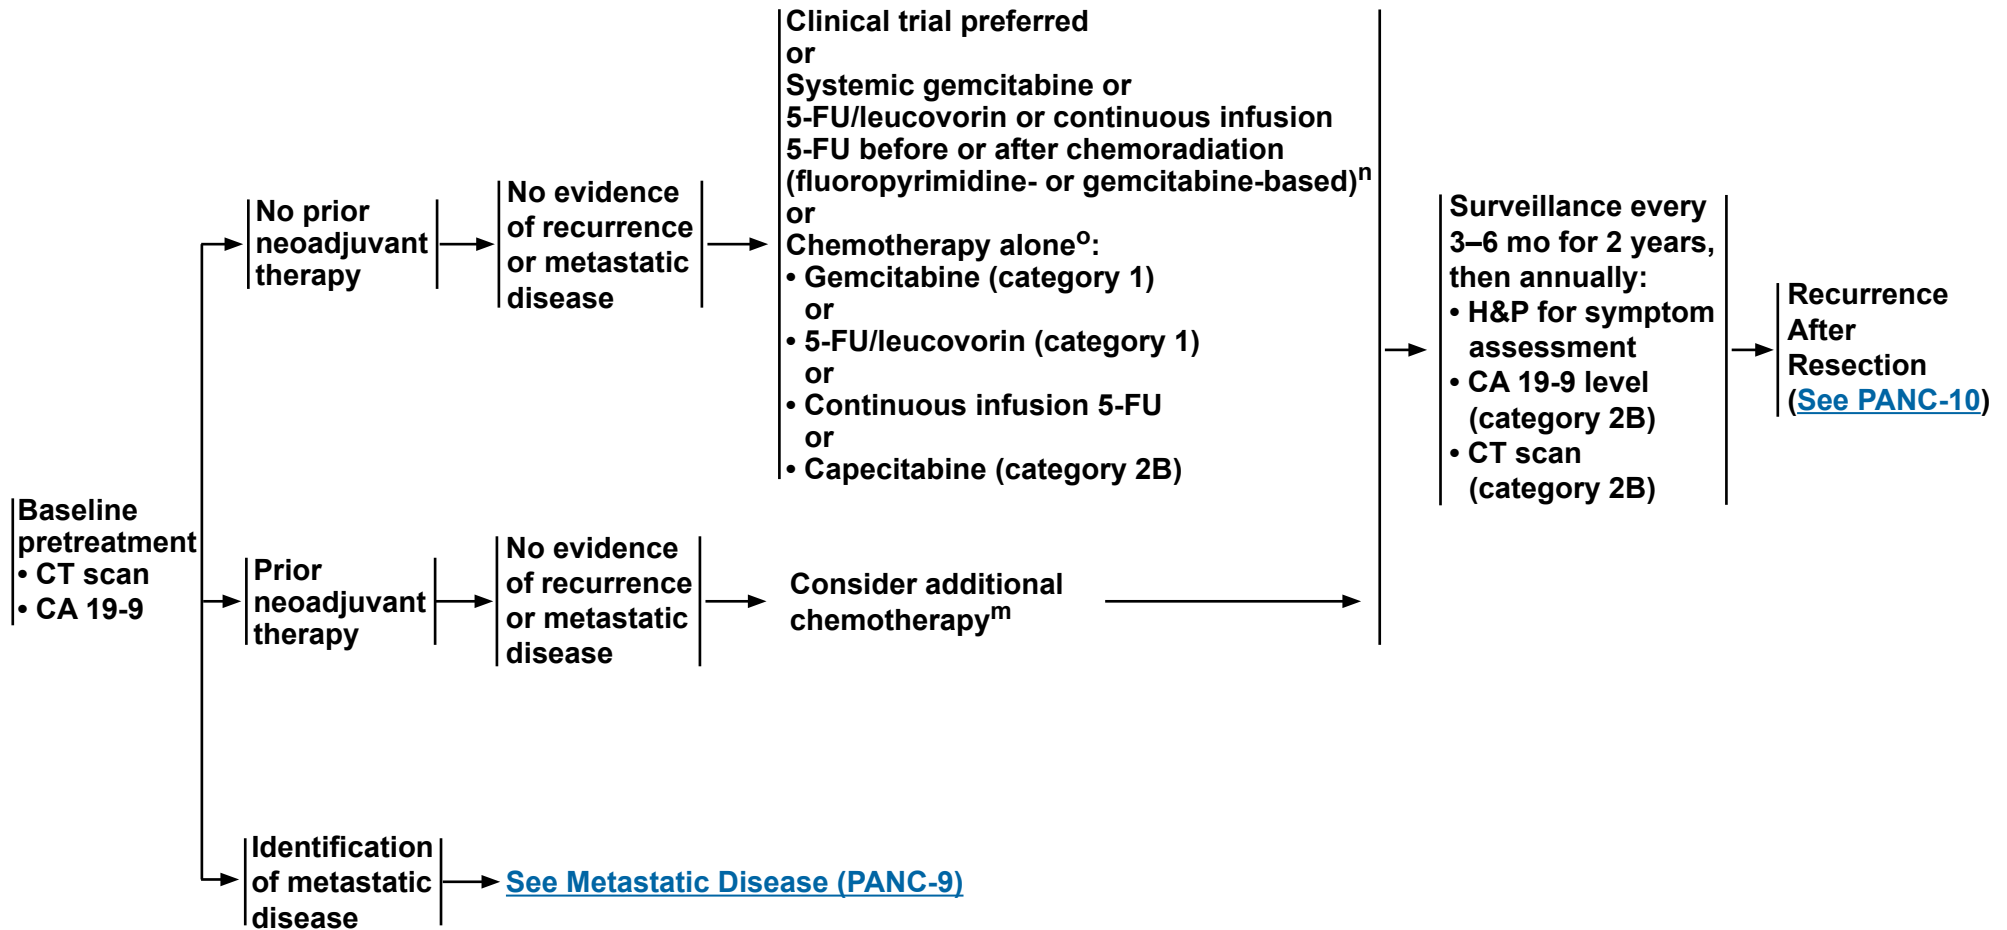 Baseline
pretreatment
• CT scan
• CA 19-9
No prior
neoadjuvant
therapy
No evidence
of recurrence
or metastatic
disease
Clinical trial preferred
or
Systemic gemcitabine or
5-FU/leucovorin or continuous infusion
5-FU before or after chemoradiation
(fluoropyrimidine- or gemcitabine-based)ⁿ
or
Chemotherapy aloneᵒ:
• Gemcitabine (category 1)
or
• 5-FU/leucovorin (category 1)
or
• Continuous infusion 5-FU
or
• Capecitabine (category 2B)
Prior
neoadjuvant
therapy
No evidence
of recurrence
or metastatic
disease
Consider additional
chemotherapyᵐ
Identification
of metastatic
disease
See Metastatic Disease (PANC-9)
Surveillance every
3–6 mo for 2 years,
then annually:
• H&P for symptom
assessment
• CA 19-9 level
(category 2B)
• CT scan
(category 2B)
Recurrence
After
Resection
(See PANC-10)